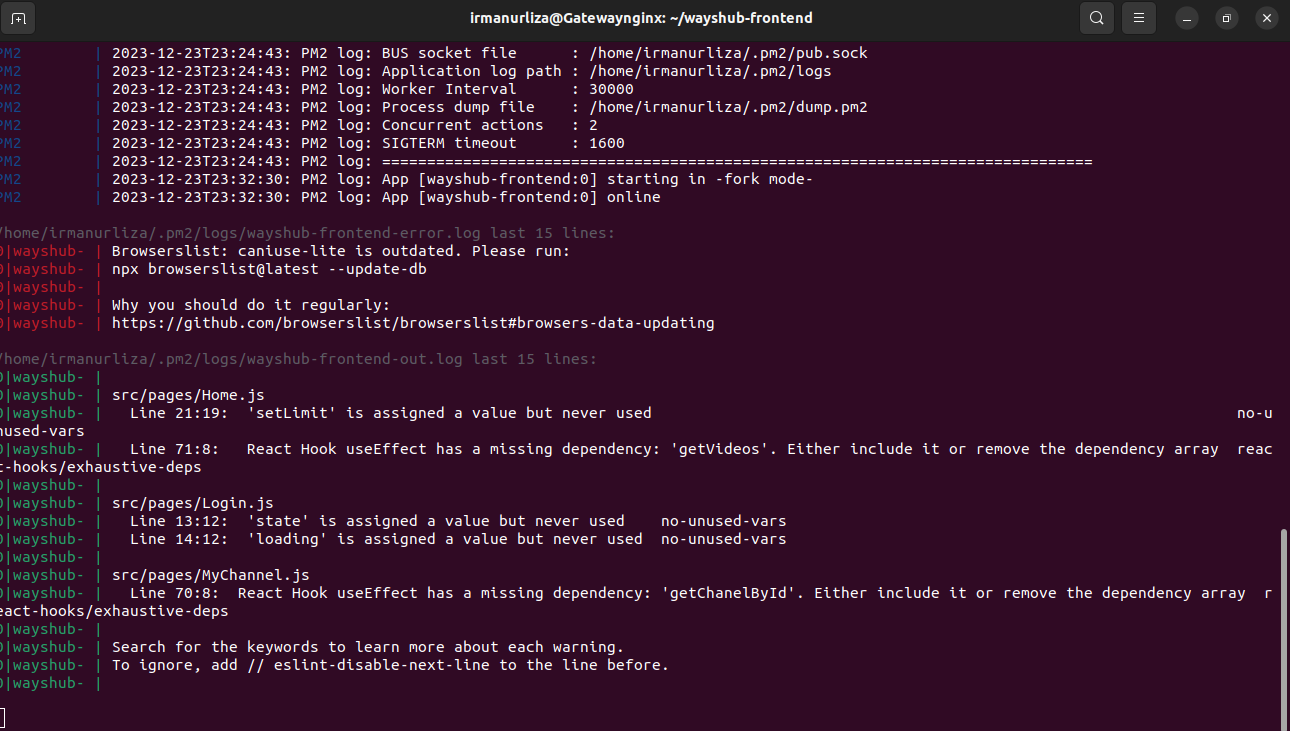 irmanurliza@Gatewaynginx: ~/wayshub-frontend
PM2        | 2023-12-23T23:24:43: PM2 log: BUS socket file      : /home/irmanurliza/.pm2/pub.sock
PM2        | 2023-12-23T23:24:43: PM2 log: Application log path : /home/irmanurliza/.pm2/logs
PM2        | 2023-12-23T23:24:43: PM2 log: Worker Interval      : 30000
PM2        | 2023-12-23T23:24:43: PM2 log: Process dump file    : /home/irmanurliza/.pm2/dump.pm2
PM2        | 2023-12-23T23:24:43: PM2 log: Concurrent actions   : 2
PM2        | 2023-12-23T23:24:43: PM2 log: SIGTERM timeout      : 1600
PM2        | 2023-12-23T23:24:43: PM2 log: ===============================================================================
PM2        | 2023-12-23T23:32:30: PM2 log: App [wayshub-frontend:0] starting in -fork mode-
PM2        | 2023-12-23T23:32:30: PM2 log: App [wayshub-frontend:0] online
/home/irmanurliza/.pm2/logs/wayshub-frontend-error.log last 15 lines:
0|wayshub- | Browserslist: caniuse-lite is outdated. Please run:
0|wayshub- | npx browserslist@latest --update-db
0|wayshub- |
0|wayshub- | Why you should do it regularly:
0|wayshub- | https://github.com/browserslist/browserslist#browsers-data-updating
/home/irmanurliza/.pm2/logs/wayshub-frontend-out.log last 15 lines:
0|wayshub- |
0|wayshub- | src/pages/Home.js
0|wayshub- |   Line 21:19:  'setLimit' is assigned a value but never used                                                                 no-u
nused-vars
0|wayshub- |   Line 71:8:   React Hook useEffect has a missing dependency: 'getVideos'. Either include it or remove the dependency array  reac
t-hooks/exhaustive-deps
0|wayshub- |
0|wayshub- | src/pages/Login.js
0|wayshub- |   Line 13:12:  'state' is assigned a value but never used    no-unused-vars
0|wayshub- |   Line 14:12:  'loading' is assigned a value but never used  no-unused-vars
0|wayshub- |
0|wayshub- | src/pages/MyChannel.js
0|wayshub- |   Line 70:8:  React Hook useEffect has a missing dependency: 'getChanelById'. Either include it or remove the dependency array  r
eact-hooks/exhaustive-deps
0|wayshub- |
0|wayshub- | Search for the keywords to learn more about each warning.
0|wayshub- | To ignore, add // eslint-disable-next-line to the line before.
0|wayshub- |